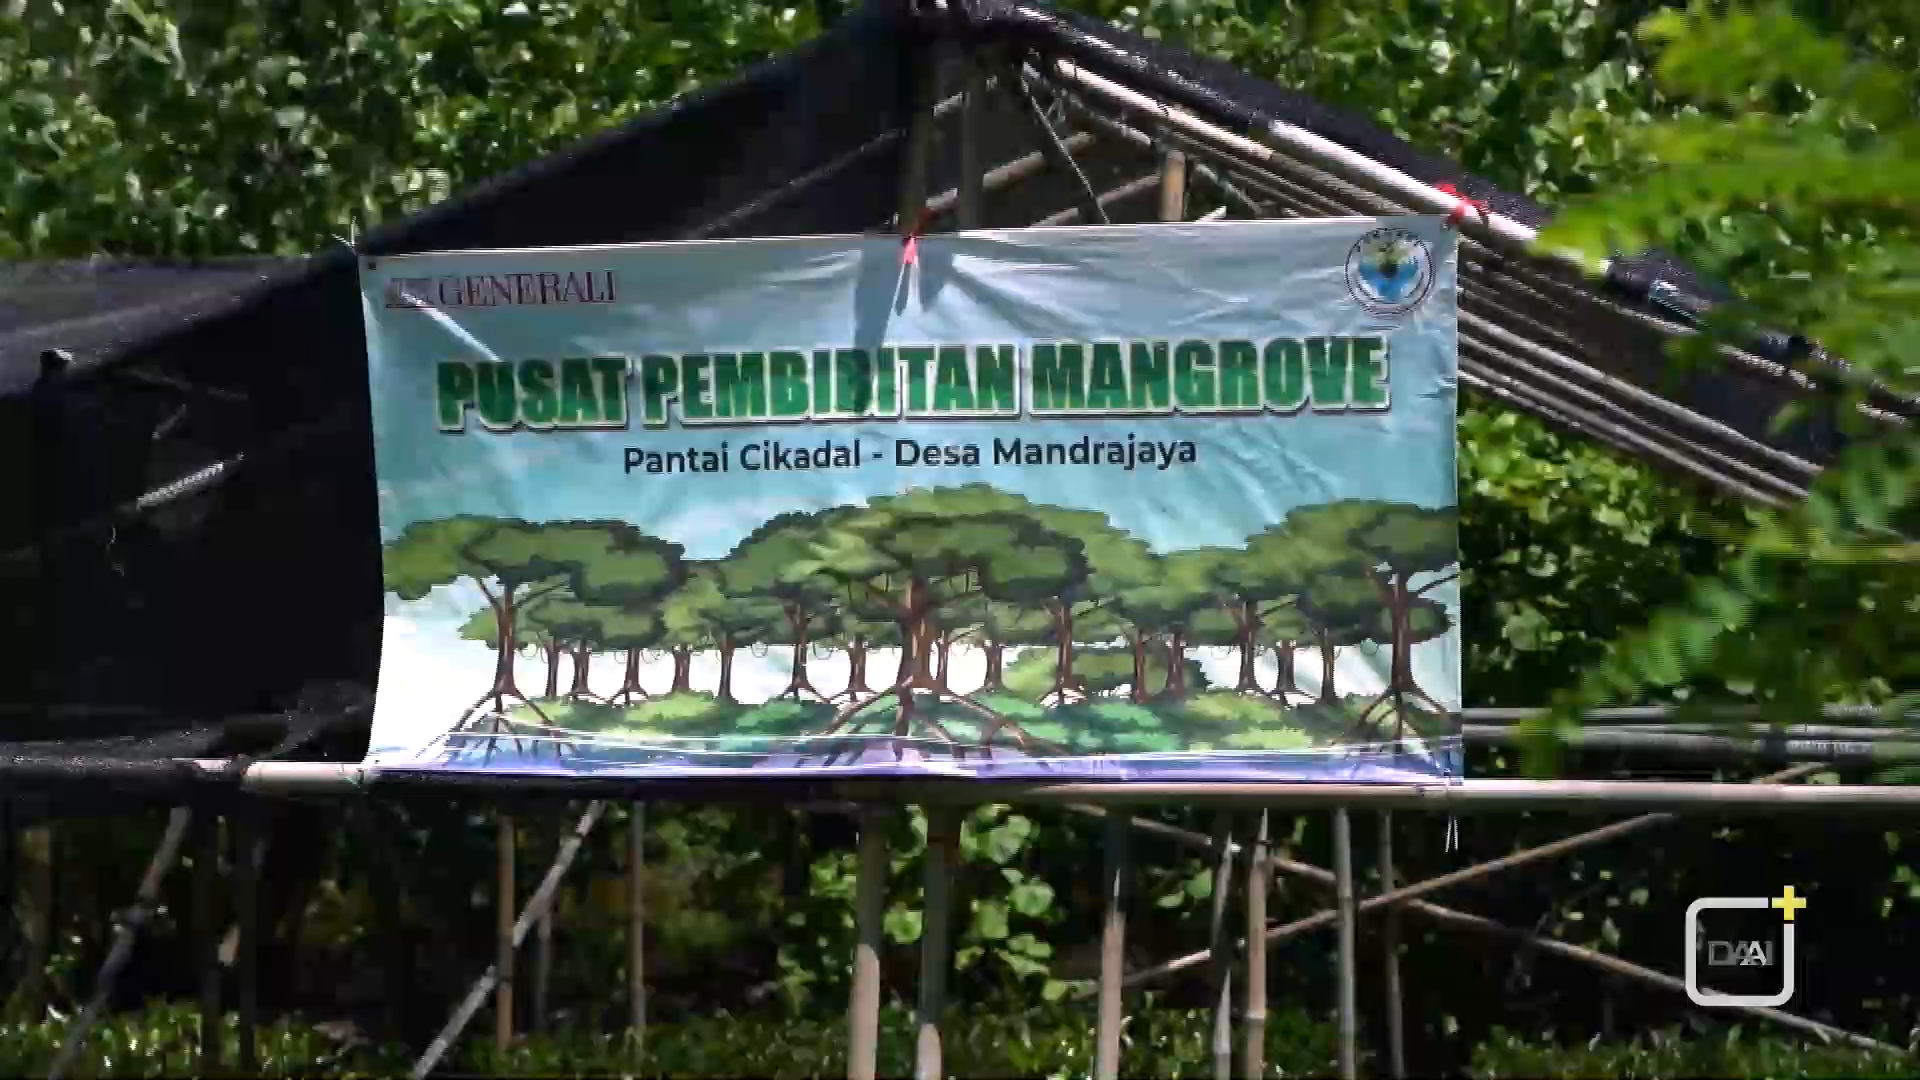 GENERALI
PUSAT PEMBIBITAN MANGROVE
Pantai Cikadal - Desa Mandrajaya
DAAI